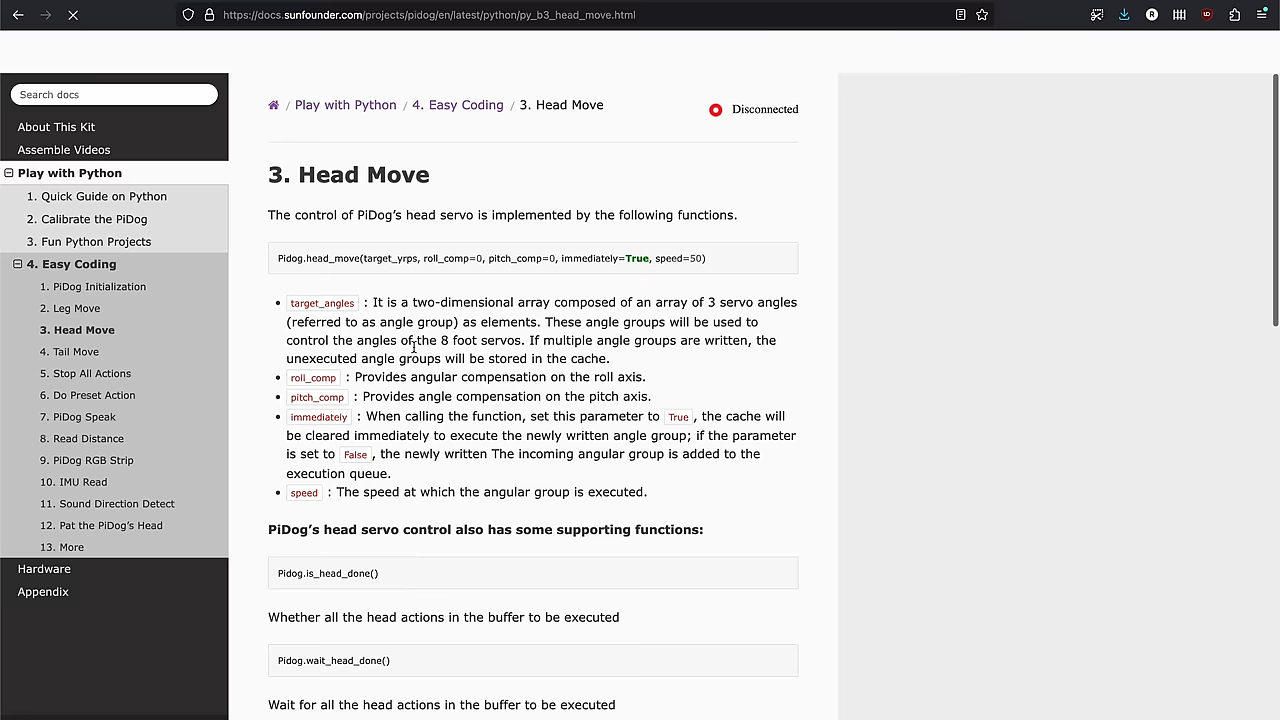 https://docs.sunfounder.com/projects/pidog/en/latest/python/py_b3_head_move.html
Search docs
About This Kit
Assemble Videos
Play with Python
1. Quick Guide on Python
2. Calibrate the PiDog
3. Fun Python Projects
4. Easy Coding
1. PiDog Initialization
2. Leg Move
3. Head Move
4. Tail Move
5. Stop All Actions
6. Do Preset Action
7. PiDog Speak
8. Read Distance
9. PiDog RGB Strip
10. IMU Read
11. Sound Direction Detect
12. Pat the PiDog's Head
13. More
Hardware
Appendix
/ Play with Python / 4. Easy Coding / 3. Head Move
Disconnected
3. Head Move
The control of PiDog's head servo is implemented by the following functions.
Pidog.head_move(target_yrps, roll_comp=0, pitch_comp=0, immediately=True, speed=50)
• target_angles : It is a two-dimensional array composed of an array of 3 servo angles
(referred to as angle group) as elements. These angle groups will be used to
control the angles of the 8 foot servos. If multiple angle groups are written, the
unexecuted angle groups will be stored in the cache.
• roll_comp : Provides angular compensation on the roll axis.
• pitch_comp : Provides angle compensation on the pitch axis.
• immediately : When calling the function, set this parameter to True , the cache will
be cleared immediately to execute the newly written angle group; if the parameter
is set to False , the newly written The incoming angular group is added to the
execution queue.
• speed : The speed at which the angular group is executed.
PiDog's head servo control also has some supporting functions:
Pidog.is_head_done()
Whether all the head actions in the buffer to be executed
Pidog.wait_head_done()
Wait for all the head actions in the buffer to be executed